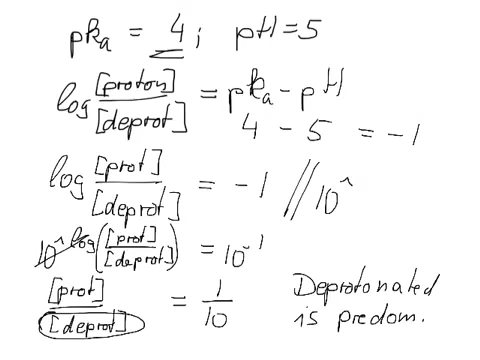 pka = 4; pH = 5
log [proton] / [deprot] = pka - pH
4 - 5 = -1
log [prot] / [deprot] = -1 // 10^
10^ log ([prot] / [deprot]) = 10^-1
[prot] / [deprot] = 1 / 10
Deprotonated
is predom.